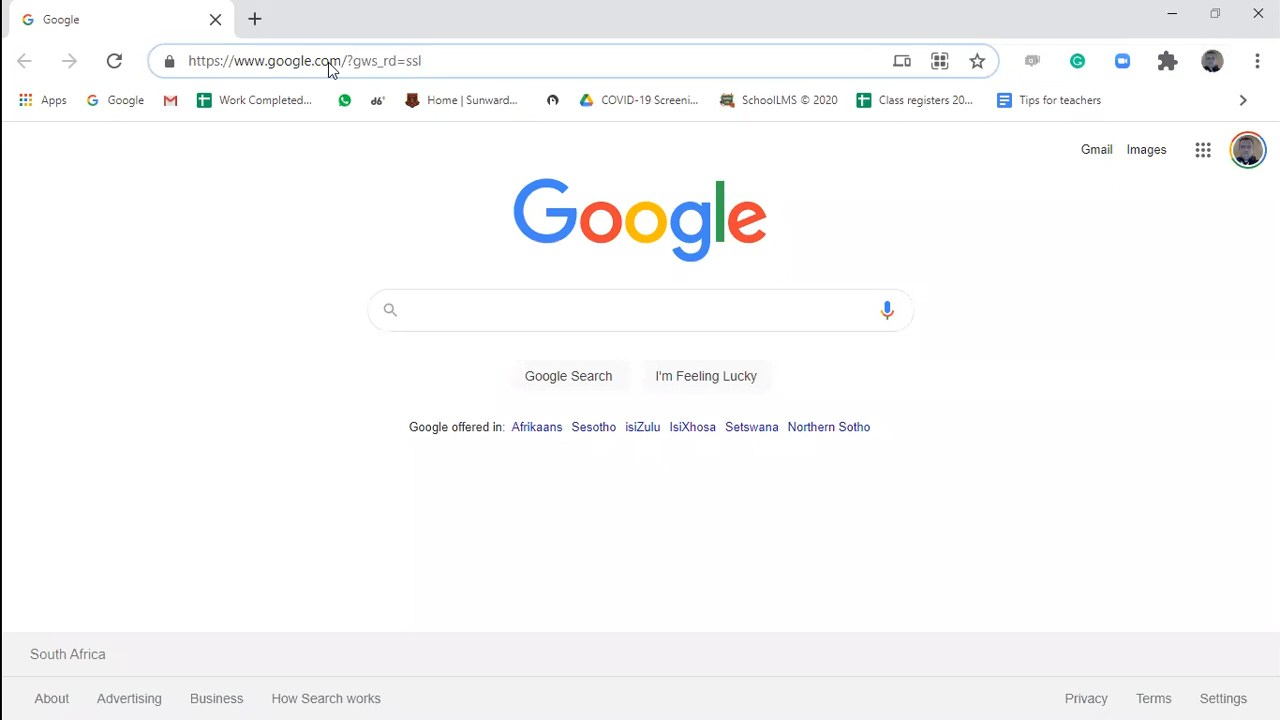 Google
https://www.google.com/?gws_rd=ssl
Apps Google Work Complete... Home | Sunward... COVID-19 Screeni... SchoolLMS © 2020 Class registers 20... Tips for teachers
Gmail Images
Google
Google Search I'm Feeling Lucky
Google offered in: Afrikaans Sesotho isiZulu IsiXhosa Setswana Northern Sotho
South Africa
About Advertising Business How Search works Privacy Terms Settings